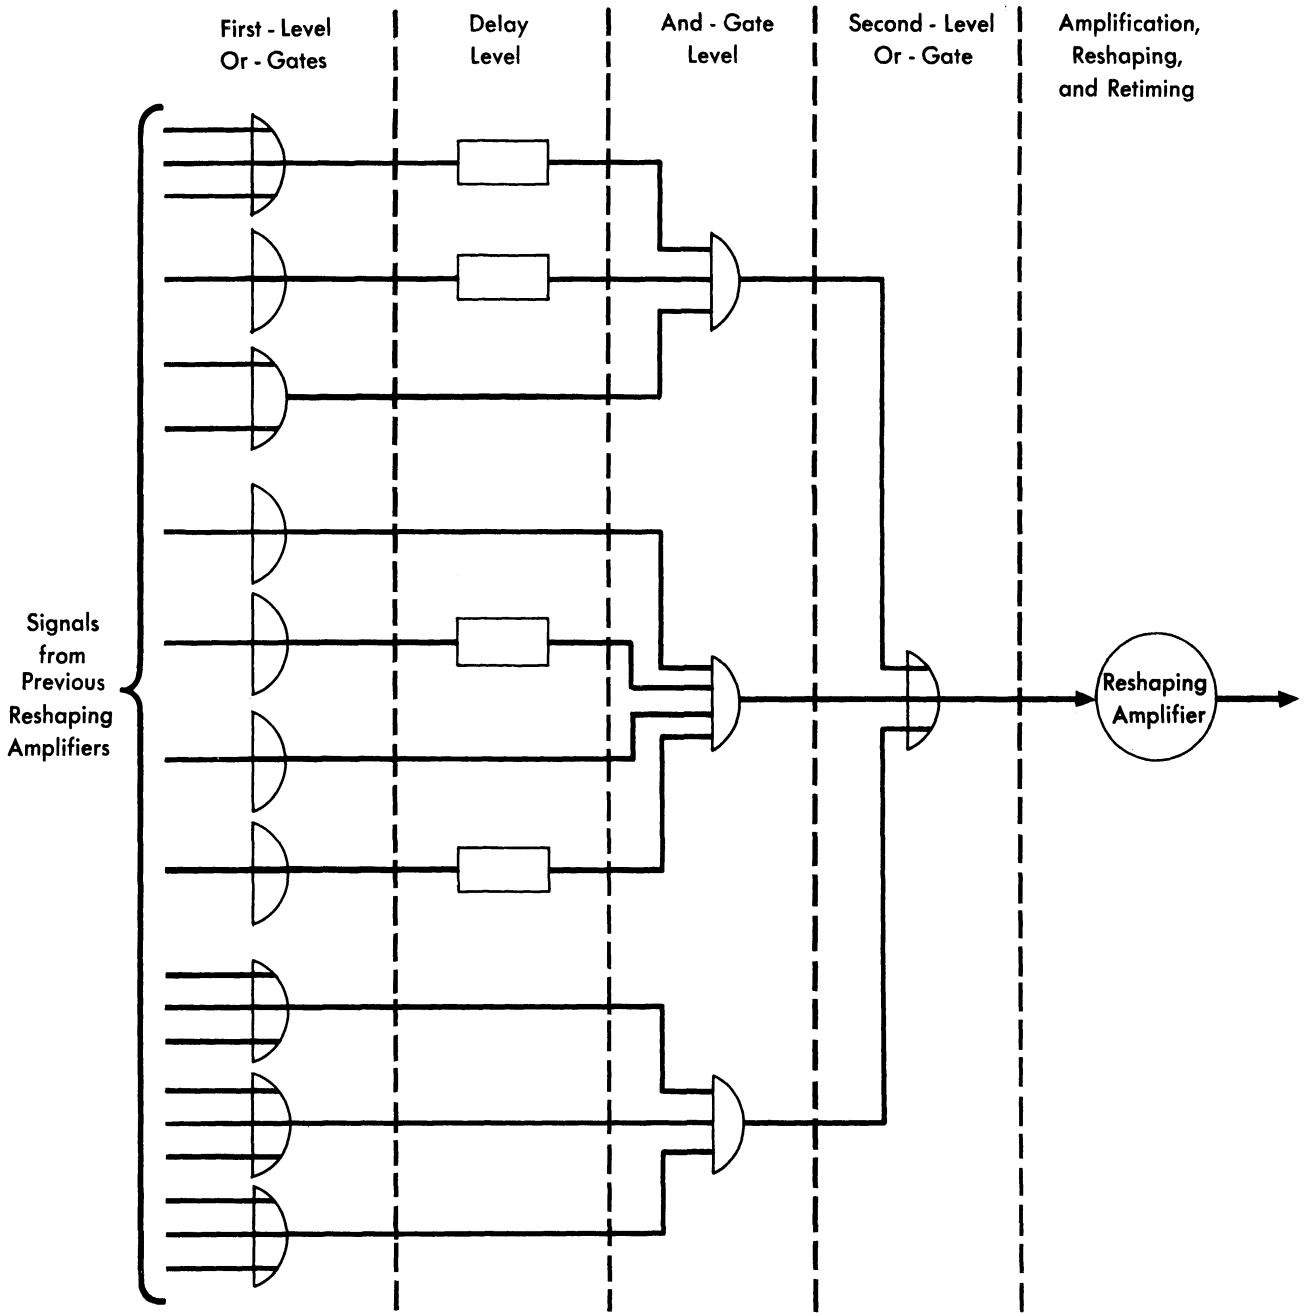 First - Level
Or - Gates
Delay
Level
And - Gate
Level
Second - Level
Or - Gate
Amplification,
Reshaping,
and Retiming
Signals
from
Previous
Reshaping
Amplifiers
Reshaping
Amplifier